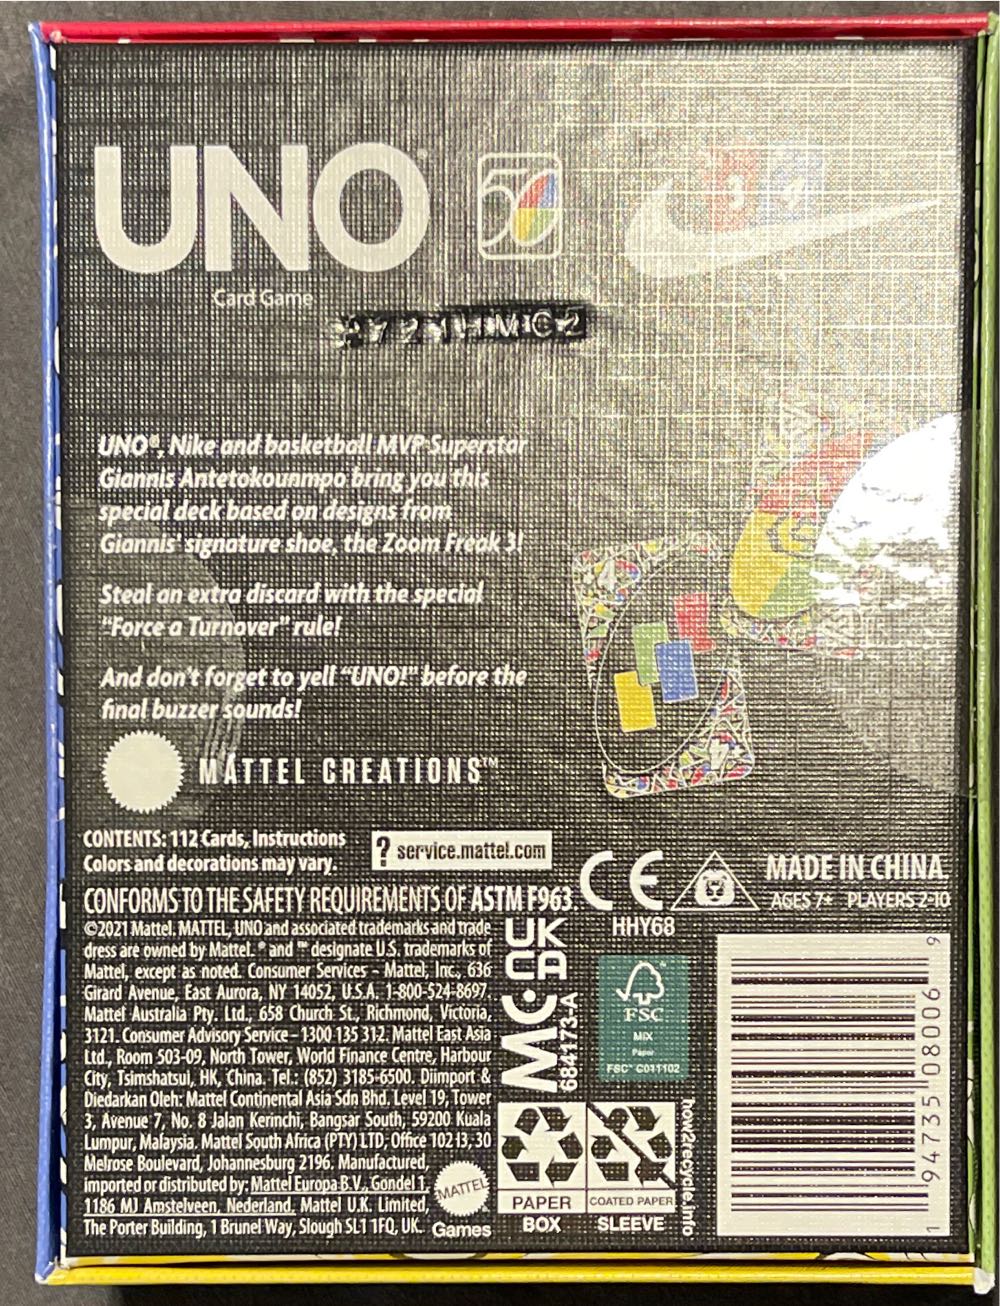 UNO®
50
3 4
Card Game
UNO®, Nike and basketball MVP Superstar
Giannis Antetokounmpo bring you this
special deck based on designs from
Giannis' signature shoe, the Zoom Freak 3!
Steal an extra discard with the special
"Force a Turnover" rule!
And don't forget to yell "UNO!" before the
final buzzer sounds!
MATTEL CREATIONS™
CONTENTS: 112 Cards, Instructions
Colors and decorations may vary.
? service.mattel.com
CONFORMS TO THE SAFETY REQUIREMENTS OF ASTM F963
CE
MADE IN CHINA
AGES 7+ PLAYERS 2-10
HHY68
©2021 Mattel. MATTEL, UNO and associated trademarks and trade
dress are owned by Mattel. ® and ™ designate U.S. trademarks of
Mattel, except as noted. Consumer Services – Mattel, Inc., 636
Girard Avenue, East Aurora, NY 14052, U.S.A. 1-800-524-8697.
Mattel Australia Pty. Ltd., 658 Church St., Richmond, Victoria,
3121. Consumer Advisory Service – 1300 135 312. Mattel East Asia
Ltd., Room 503-09, North Tower, World Finance Centre, Harbour
City, Tsimshatsui, HK, China. Tel.: (852) 3185-6500. Diimport &
Diedarkan Oleh: Mattel Continental Asia Sdn Bhd. Level 19, Tower
3, Avenue 7, No. 8 Jalan Kerinchi, Bangsar South, 59200 Kuala
Lumpur, Malaysia. Mattel South Africa (PTY) LTD, Office 102 I3, 30
Melrose Boulevard, Johannesburg 2196. Manufactured,
imported or distributed by: Mattel Europa B.V., Gondel 1,
1186 MJ Amstelveen, Nederland. Mattel U.K. Limited,
The Porter Building, 1 Brunel Way, Slough SL1 1FQ, UK.
MATTEL
Games
UK
CA
684173-A
FSC™
MIX
Paper
FSC® C011102
PAPER
BOX
COATED PAPER
SLEEVE
how2recycle.info
1 94735 08006 9